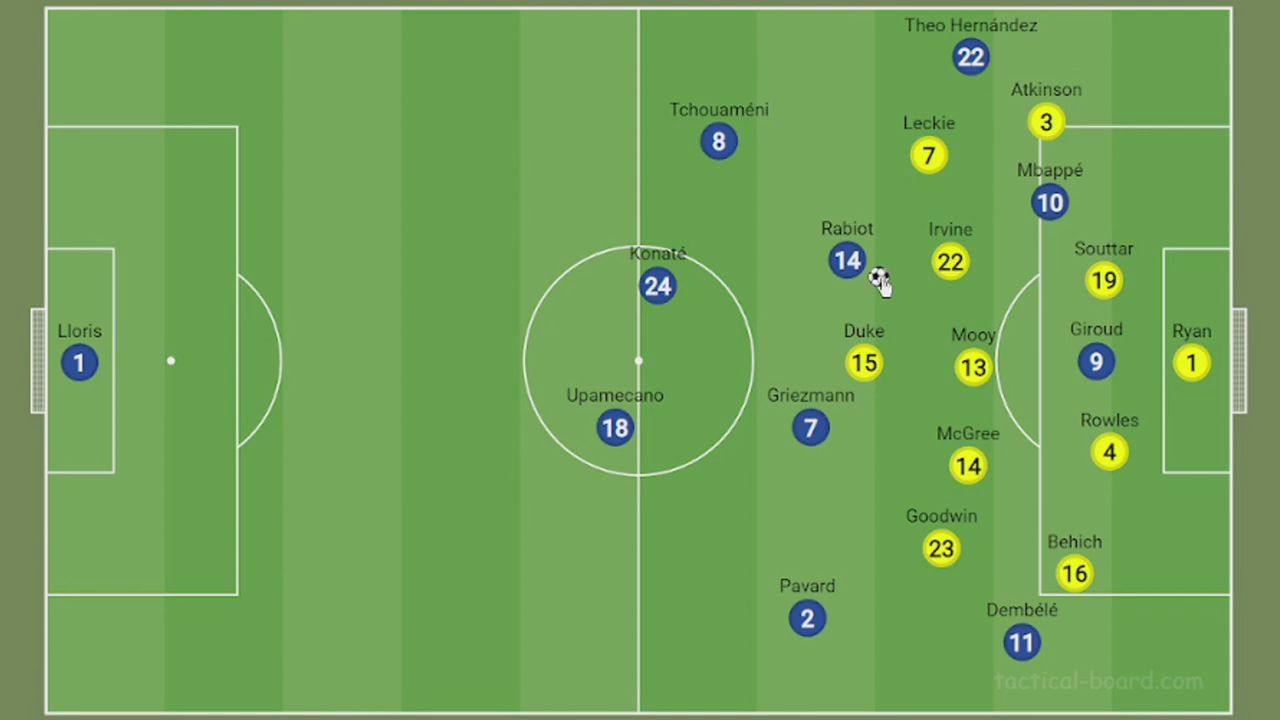 Theo Hernández
22
Atkinson
3
Tchouaméni
8
Leckie
7
Mbappé
10
Rabiot
14
Irvine
22
Konaté
24
Souttar
19
Lloris
1
Duke
15
Mooy
13
Giroud
9
Ryan
1
Upamecano
18
Griezmann
7
McGree
14
Rowles
4
Goodwin
23
Behich
16
Pavard
2
Dembélé
11
tactical-board.com